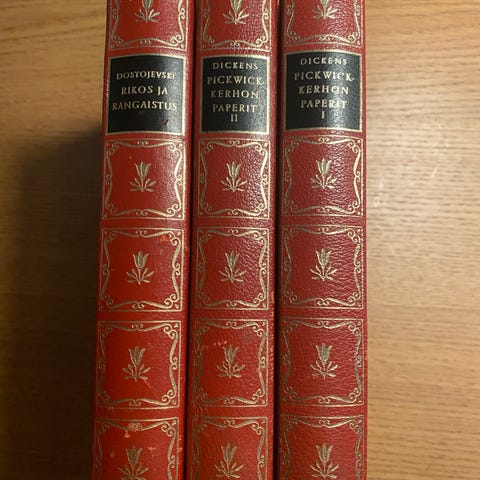 DOSTOJEVSKI
RIKOS JA
RANGAISTUS
DICKENS
PICKWICK-
KERHON
PAPERIT
II
DICKENS
PICKWICK-
KERHON
PAPERIT
I